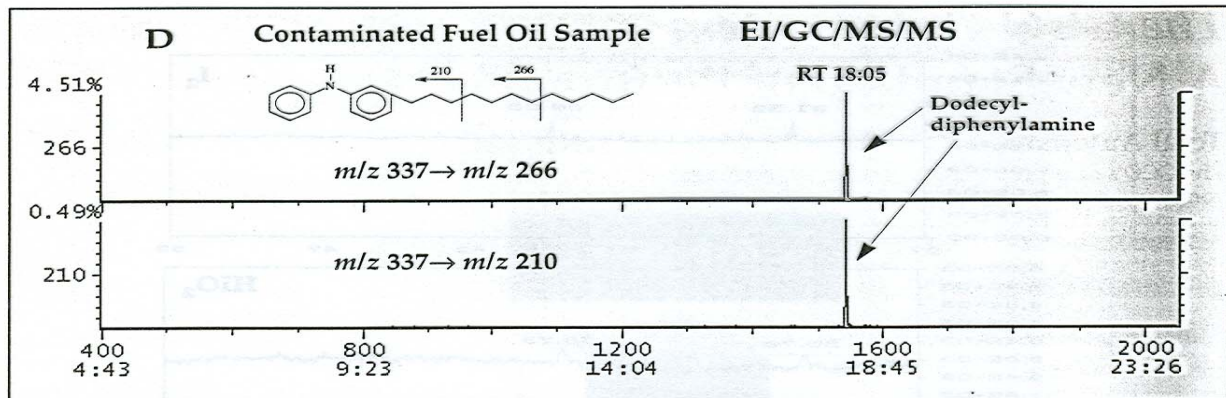 D Contaminated Fuel Oil Sample EI/GC/MS/MS
RT 18:05
4.51%
H
N
210
266
Dodecyl-
diphenylamine
266
m/z 337→ m/z 266
0.49%
m/z 337→ m/z 210
210
400 800 1200 1600 2000
4:43 9:23 14:04 18:45 23:26